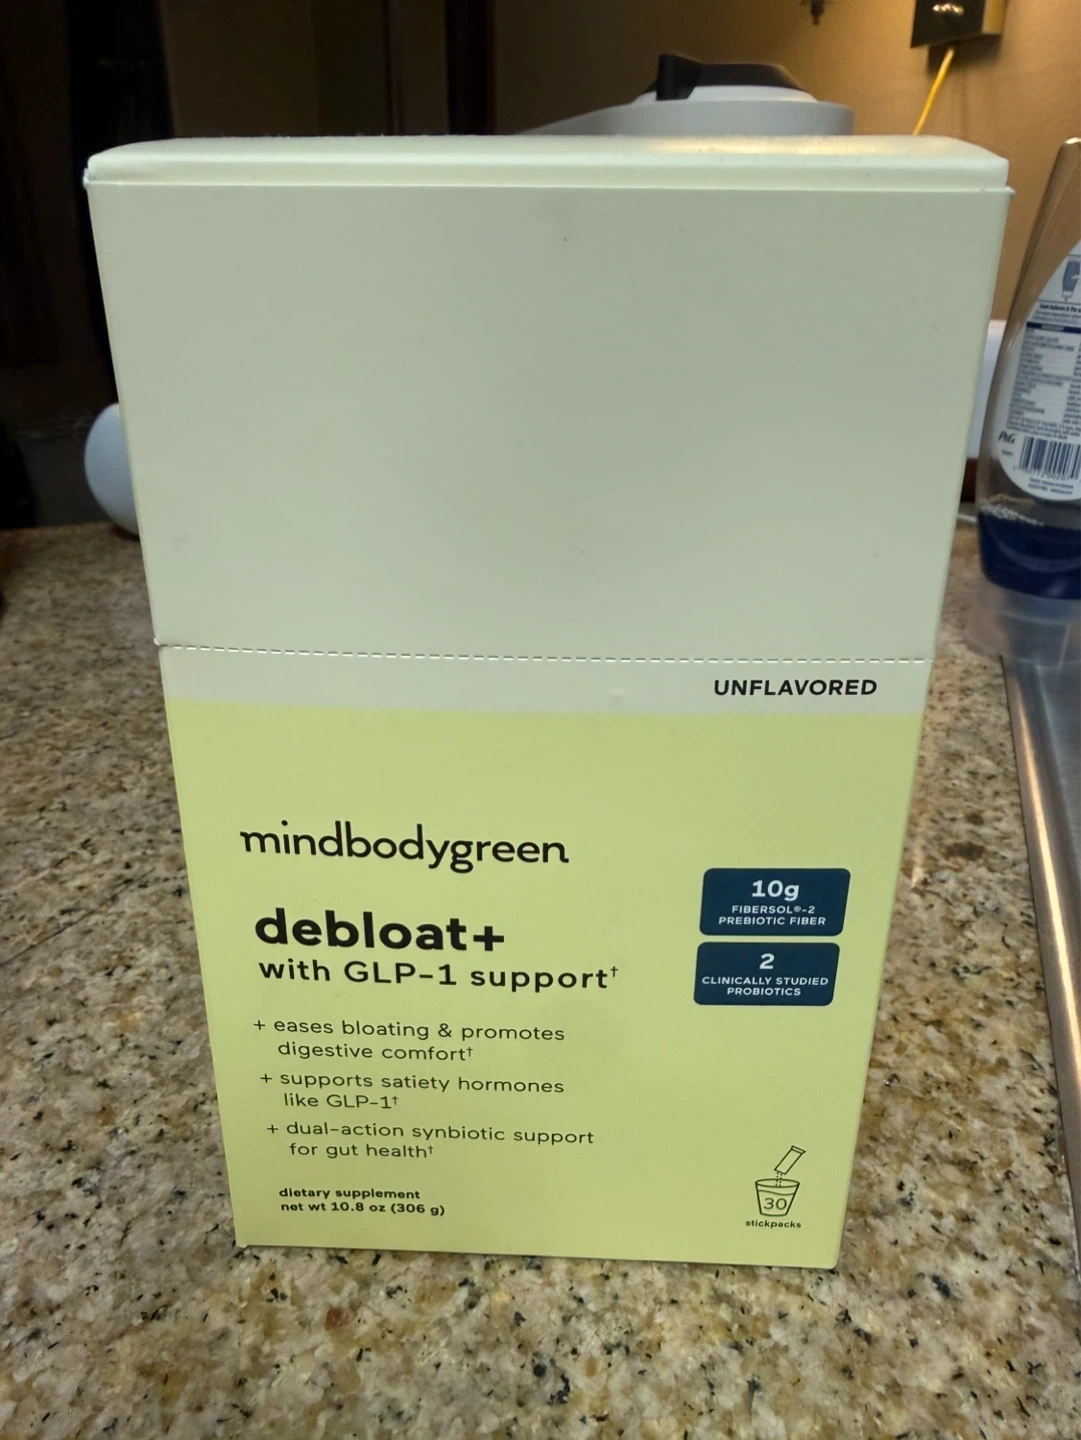 UNFLAVORED
mindbodygreen
debloat+
with GLP-1 support†
+ eases bloating & promotes
digestive comfort†
+ supports satiety hormones
like GLP-1†
+ dual-action synbiotic support
for gut health†
dietary supplement
net wt 10.8 oz (306 g)
10g
FIBERSOL®-2
PREBIOTIC FIBER
2
CLINICALLY STUDIED
PROBIOTICS
30
stickpacks
P&G